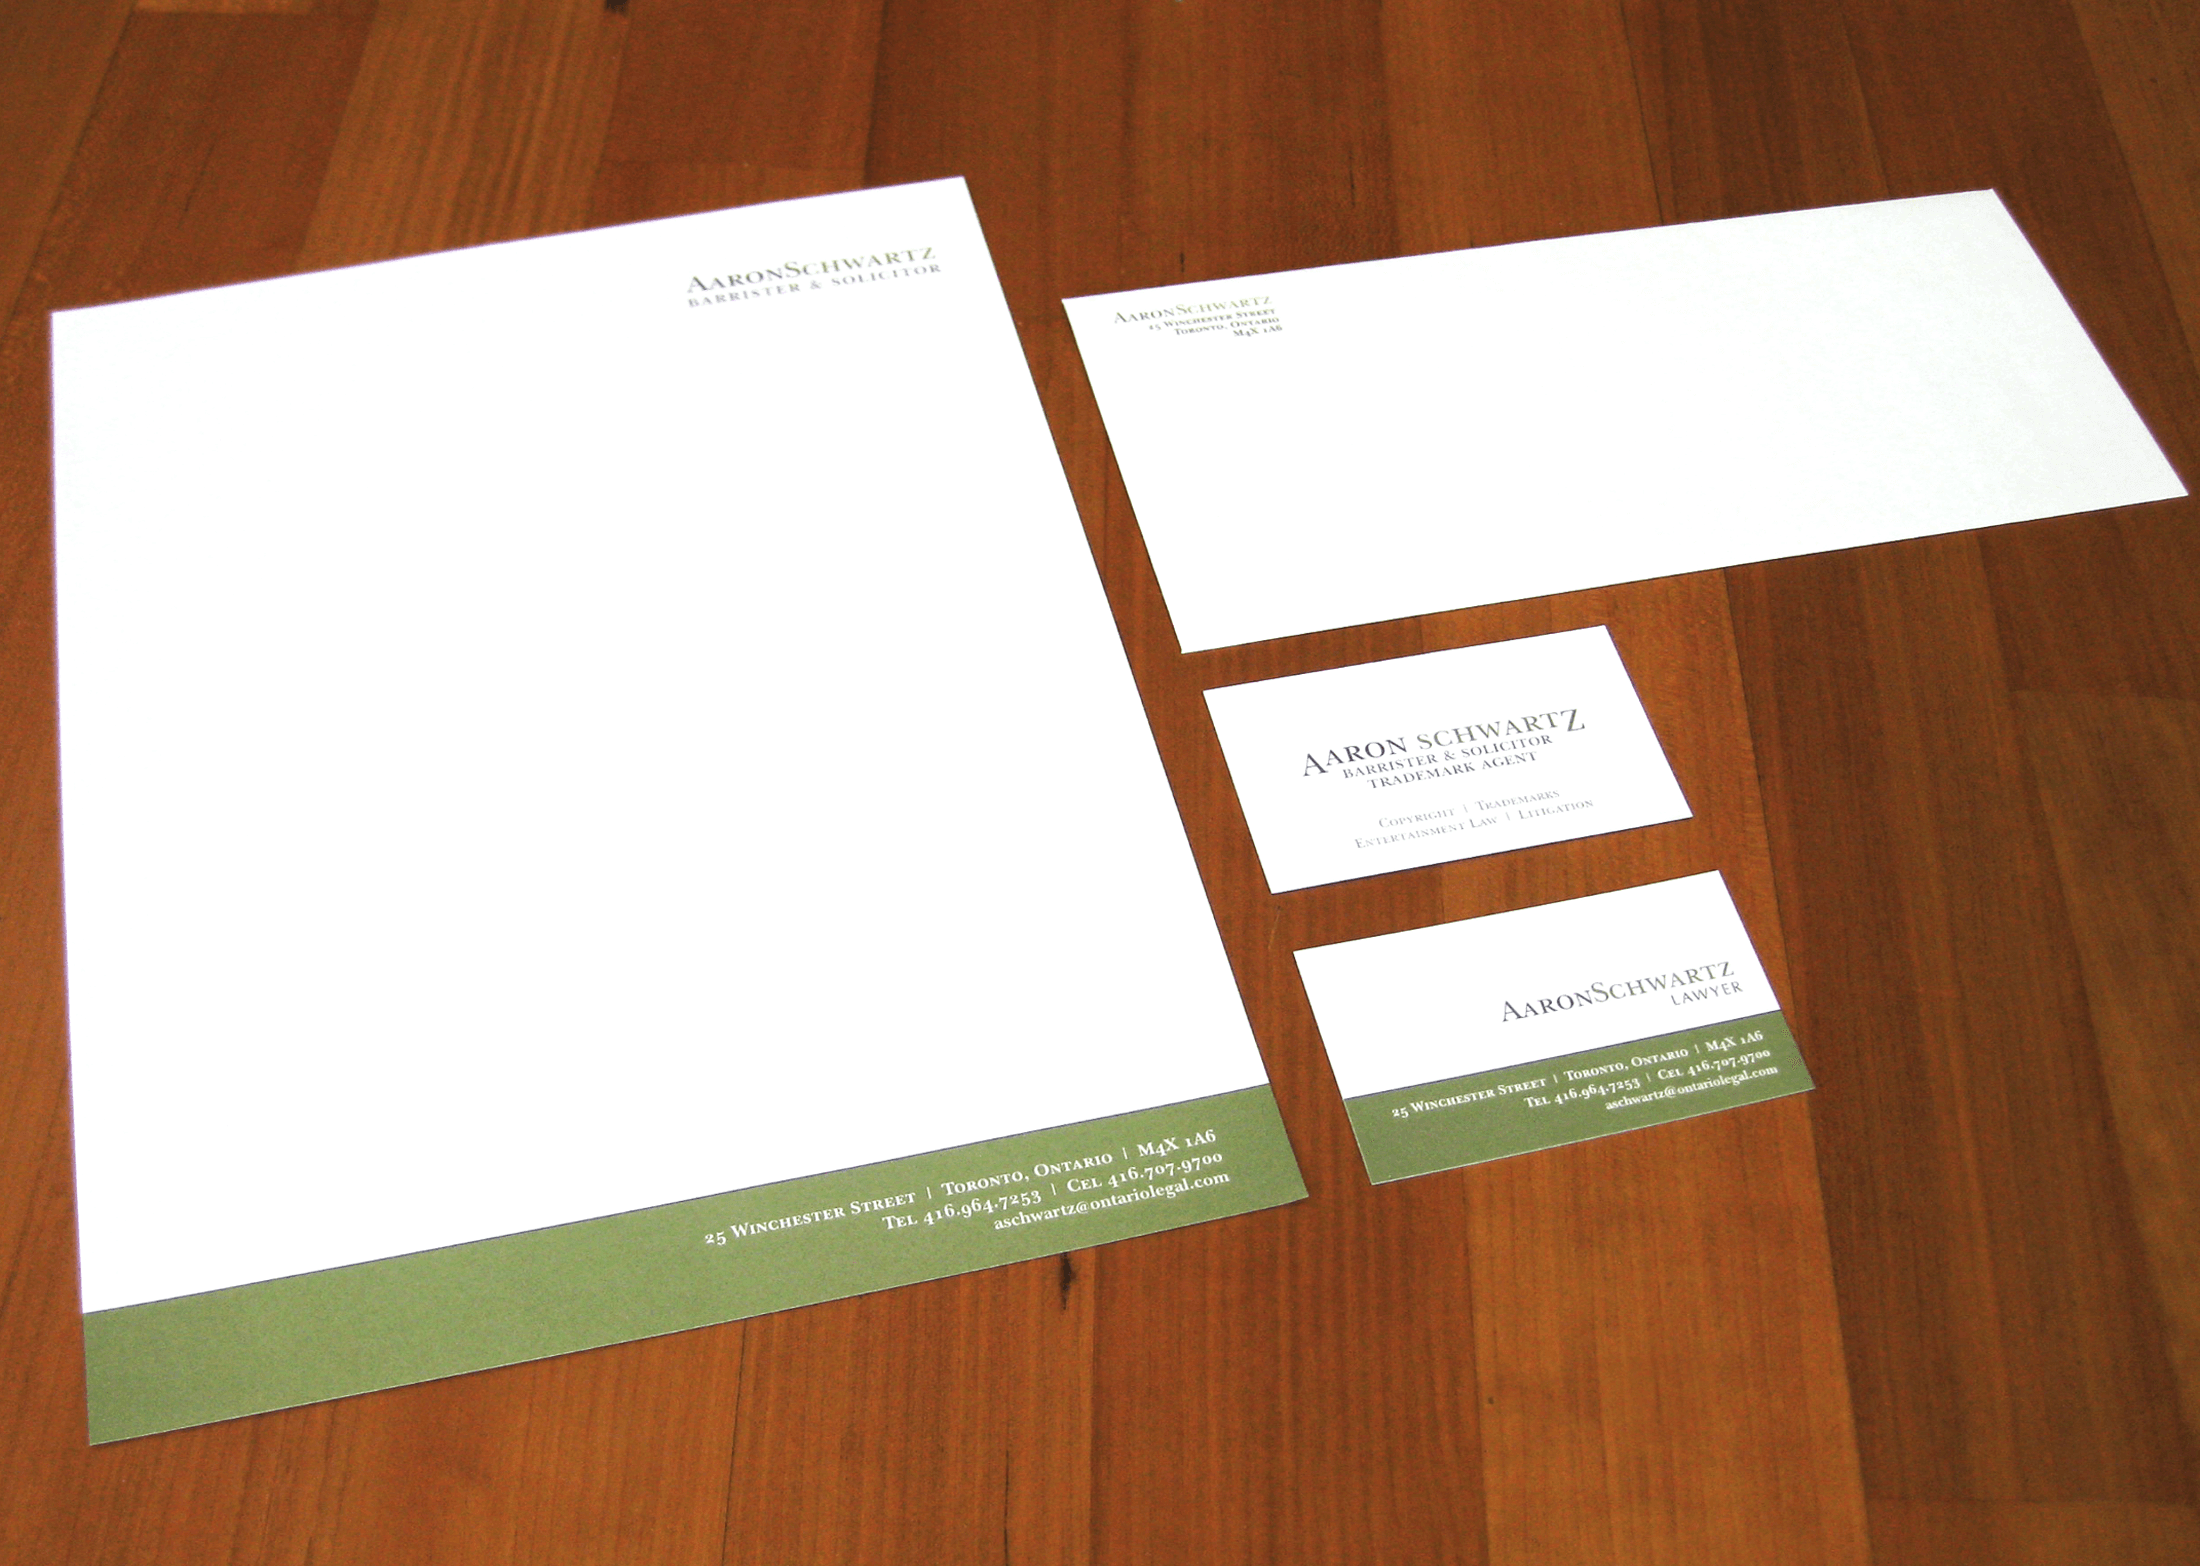 AaronSchwartz
Barrister & Solicitor
25 Winchester Street | Toronto, Ontario | M4X 1A6
Tel 416.964.7253 | Cel 416.707.9700
aschwartz@ontariolegal.com
AaronSchwartz
25 Winchester Street
Toronto, Ontario
M4X 1A6
Aaron Schwartz
Barrister & Solicitor
Trademark Agent
Copyright | Trademarks
Entertainment Law | Litigation
AaronSchwartz
LAWYER
25 Winchester Street | Toronto, Ontario | M4X 1A6
Tel 416.964.7253 | Cel 416.707-9700
aschwartz@ontariolegal.com